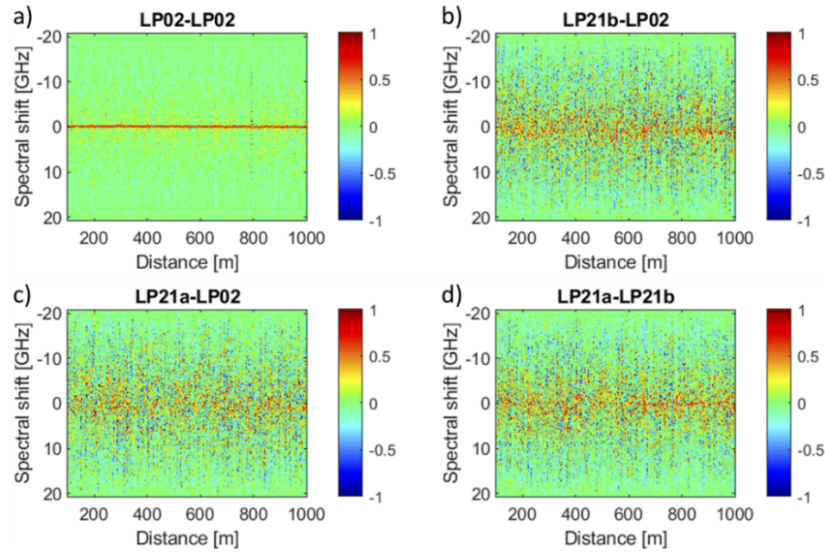 a) LP02-LP02
Spectral shift [GHz]
-20
-10
0
10
20
200 400 600 800 1000
Distance [m]
1
0.5
0
-0.5
-1
b) LP21b-LP02
Spectral shift [GHz]
-20
-10
0
10
20
200 400 600 800 1000
Distance [m]
1
0.5
0
-0.5
-1
c) LP21a-LP02
Spectral shift [GHz]
-20
-10
0
10
20
200 400 600 800 1000
Distance [m]
1
0.5
0
-0.5
-1
d) LP21a-LP21b
Spectral shift [GHz]
-20
-10
0
10
20
200 400 600 800 1000
Distance [m]
1
0.5
0
-0.5
-1